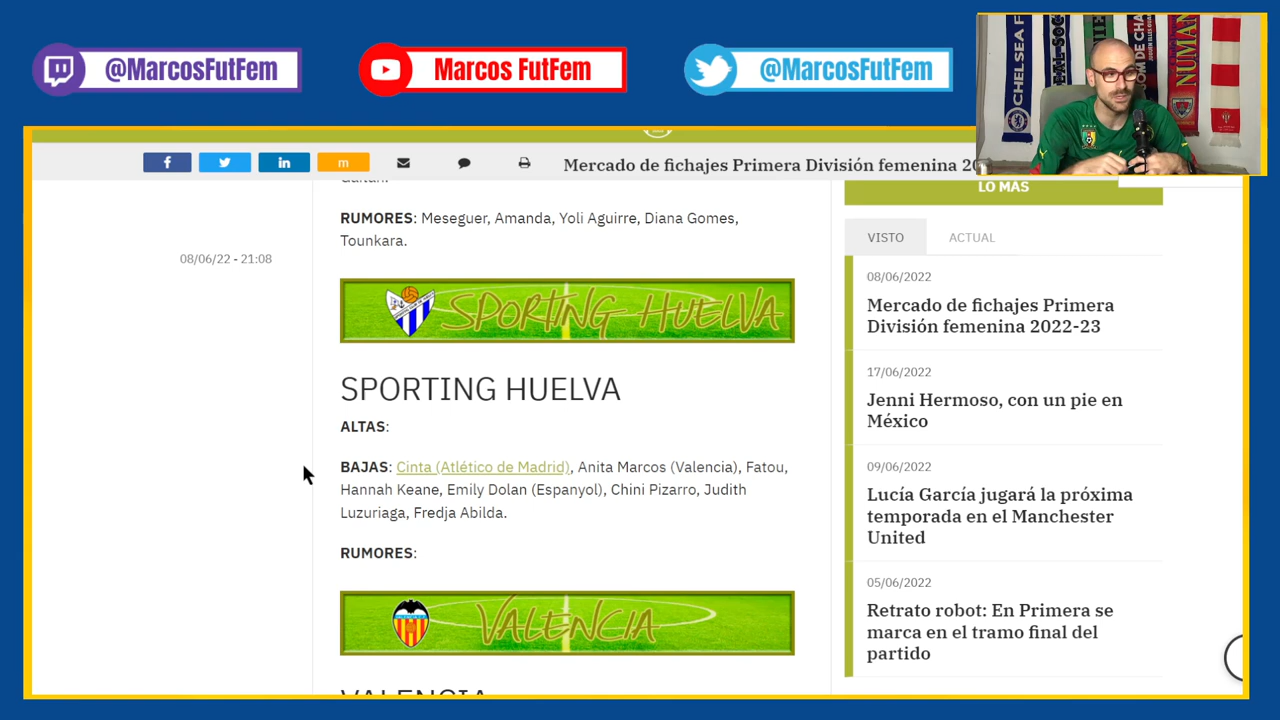 @MarcosFutFem
Marcos FutFem
@MarcosFutFem
CHELSEA F
NUMAN
m
Mercado de fichajes Primera División femenina 20
RUMORES: Meseguer, Amanda, Yoli Aguirre, Diana Gomes,
Tounkara.
08/06/22 - 21:08
SPORTING HUELVA
SPORTING HUELVA
ALTAS:
BAJAS: Cinta (Atlético de Madrid), Anita Marcos (Valencia), Fatou,
Hannah Keane, Emily Dolan (Espanyol), Chini Pizarro, Judith
Luzuriaga, Fredja Abilda.
RUMORES:
VALENCIA
VALENCIA
LO MÁS
VISTO
ACTUAL
08/06/2022
Mercado de fichajes Primera
División femenina 2022-23
17/06/2022
Jenni Hermoso, con un pie en
México
09/06/2022
Lucía García jugará la próxima
temporada en el Manchester
United
05/06/2022
Retrato robot: En Primera se
marca en el tramo final del
partido